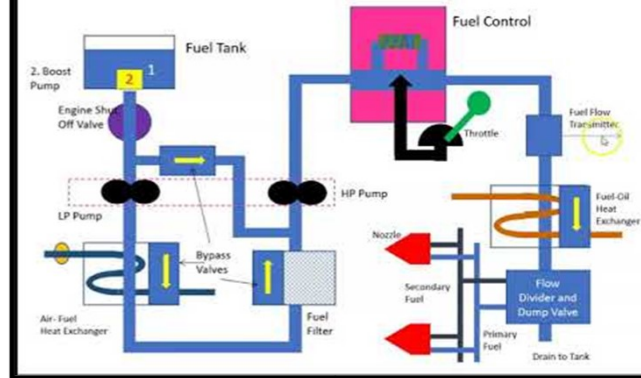 Fuel Control
Fuel Tank
1
2
2. Boost
Pump
Engine Shut
Off Valve
Fuel Flow
Transmitter
Throttle
LP Pump
HP Pump
Fuel-Oil
Heat
Exchanger
Bypass
Valves
Nozzle
Air- Fuel
Heat Exchanger
Fuel
Filter
Secondary
Fuel
Flow
Divider and
Dump Valve
Primary
Fuel
Drain to Tank